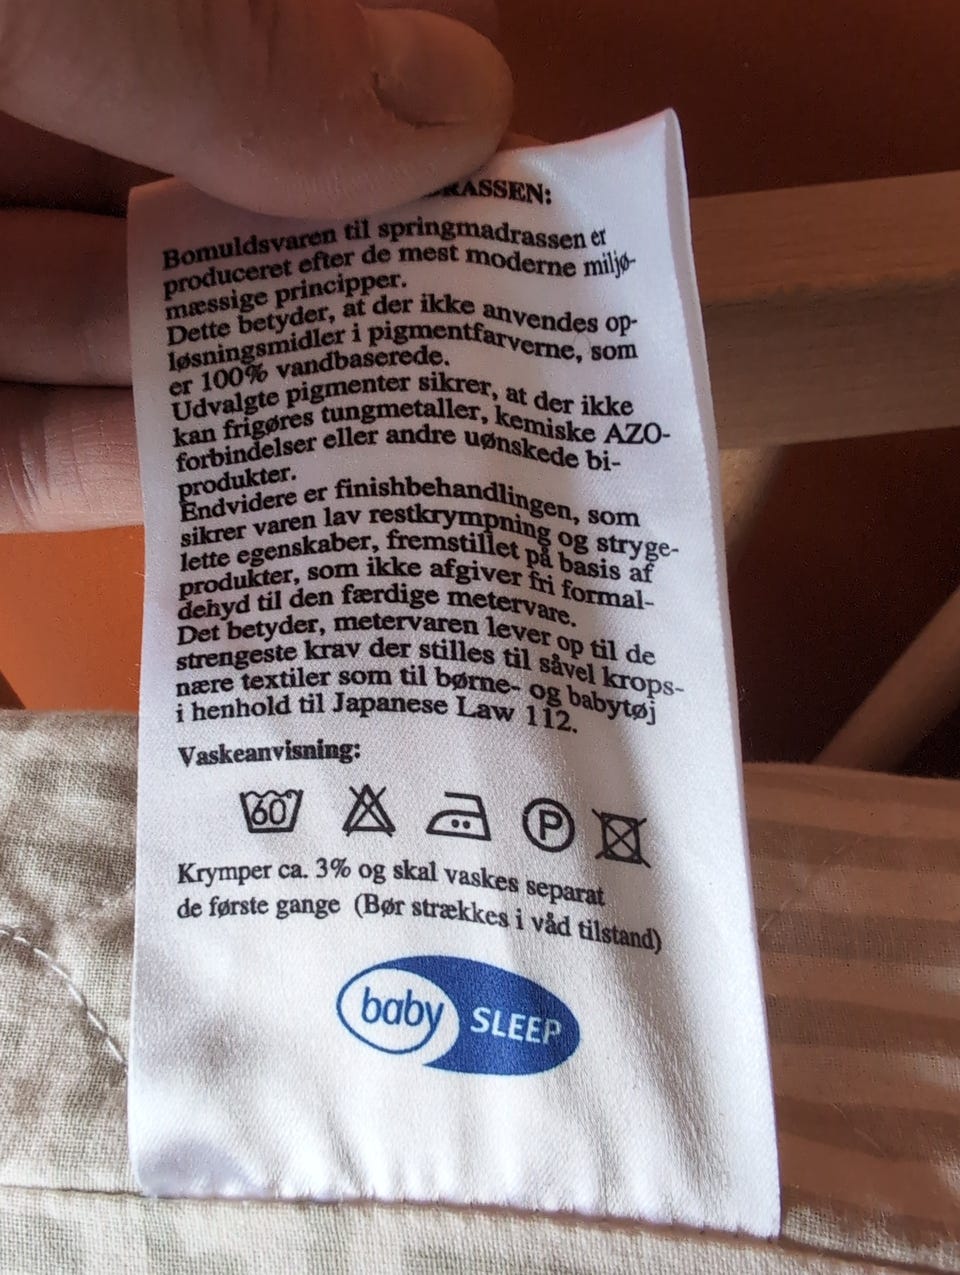 RASSEN:
Bomuldsvaren til springmadrassen er
produceret efter de mest moderne miljø-
mæssige principper.
Dette betyder, at der ikke anvendes op-
løsningsmidler i pigmentfarverne, som
er 100% vandbaserede.
Udvalgte pigmenter sikrer, at der ikke
kan frigøres tungmetaller, kemiske AZO-
forbindelser eller andre uønskede bi-
produkter.
Endvidere er finishbehandlingen, som
sikrer varen lav restkrympning og stryge-
lette egenskaber, fremstillet på basis af
produkter, som ikke afgiver fri formal-
dehyd til den færdige metervare.
Det betyder, metervaren lever op til de
strengeste krav der stilles til såvel krops-
nære textiler som til børne- og babytøj
i henhold til Japanese Law 112.
Vaskeanvisning:
60 P
Krymper ca. 3% og skal vaskes separat
de første gange (Bør strækkes i våd tilstand)
baby SLEEP